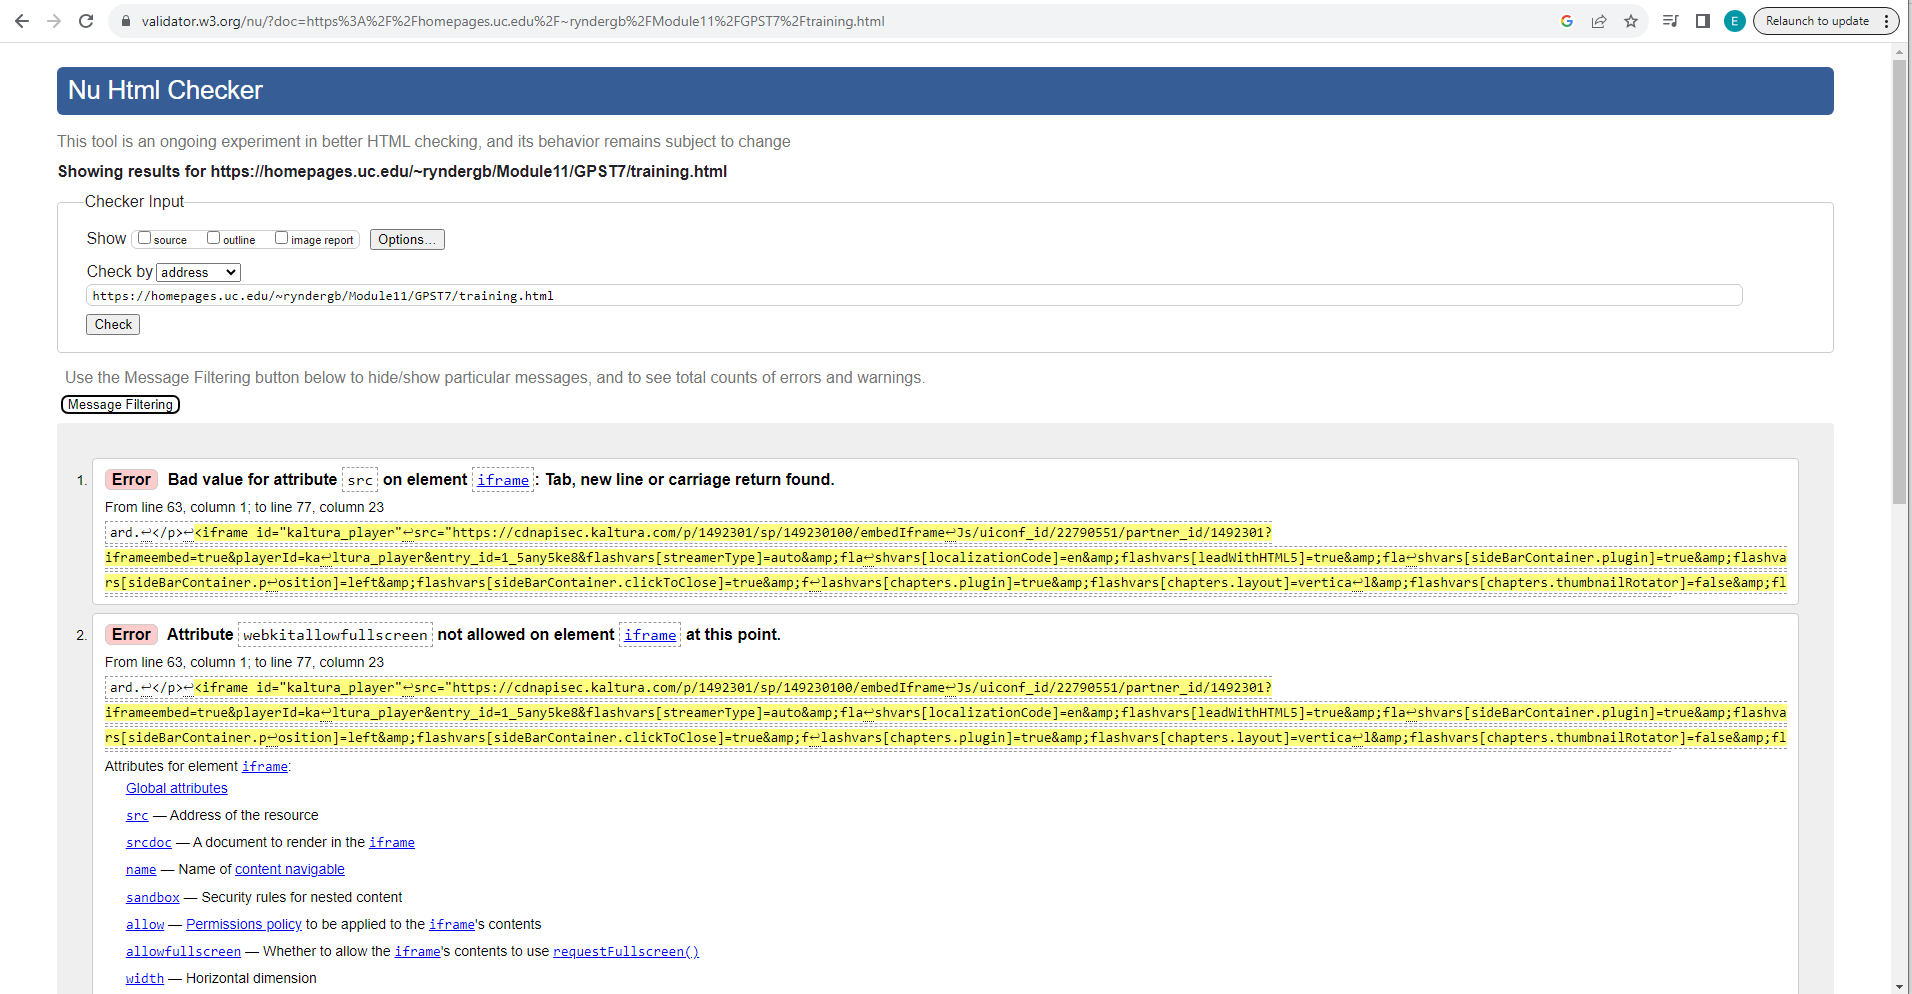 validator.w3.org/nu/?doc=https%3A%2F%2Fhomepages.uc.edu%2F~ryndergb%2FModule11%2FGPST7%2Ftraining.html
E
Relaunch to update
Nu Html Checker
This tool is an ongoing experiment in better HTML checking, and its behavior remains subject to change
Showing results for https://homepages.uc.edu/~ryndergb/Module11/GPST7/training.html
Checker Input
Show source outline image report Options...
Check by address
https://homepages.uc.edu/~ryndergb/Module11/GPST7/training.html
Check
Use the Message Filtering button below to hide/show particular messages, and to see total counts of errors and warnings.
Message Filtering
1. Error Bad value for attribute src on element iframe: Tab, new line or carriage return found.
From line 63, column 1; to line 77, column 23
ard.↩</p>↩<iframe id="kaltura_player"↩src="https://cdnapisec.kaltura.com/p/1492301/sp/149230100/embedIframe↩Js/uiconf_id/22790551/partner_id/1492301?
iframeembed=true&playerId=ka↩ltura_player&entry_id=1_5any5ke8&flashvars[streamerType]=auto&amp;fla↩shvars[localizationCode]=en&amp;flashvars[leadWithHTML5]=true&amp;fla↩shvars[sideBarContainer.plugin]=true&amp;flashva
rs[sideBarContainer.p↩osition]=left&amp;flashvars[sideBarContainer.clickToClose]=true&amp;f↩lashvars[chapters.plugin]=true&amp;flashvars[chapters.layout]=vertica↩l&amp;flashvars[chapters.thumbnailRotator]=false&amp;fl
2. Error Attribute webkitallowfullscreen not allowed on element iframe at this point.
From line 63, column 1; to line 77, column 23
ard.↩</p>↩<iframe id="kaltura_player"↩src="https://cdnapisec.kaltura.com/p/1492301/sp/149230100/embedIframe↩Js/uiconf_id/22790551/partner_id/1492301?
iframeembed=true&playerId=ka↩ltura_player&entry_id=1_5any5ke8&flashvars[streamerType]=auto&amp;fla↩shvars[localizationCode]=en&amp;flashvars[leadWithHTML5]=true&amp;fla↩shvars[sideBarContainer.plugin]=true&amp;flashva
rs[sideBarContainer.p↩osition]=left&amp;flashvars[sideBarContainer.clickToClose]=true&amp;f↩lashvars[chapters.plugin]=true&amp;flashvars[chapters.layout]=vertica↩l&amp;flashvars[chapters.thumbnailRotator]=false&amp;fl
Attributes for element iframe:
Global attributes
src — Address of the resource
srcdoc — A document to render in the iframe
name — Name of content navigable
sandbox — Security rules for nested content
allow — Permissions policy to be applied to the iframe's contents
allowfullscreen — Whether to allow the iframe's contents to use requestFullscreen()
width — Horizontal dimension